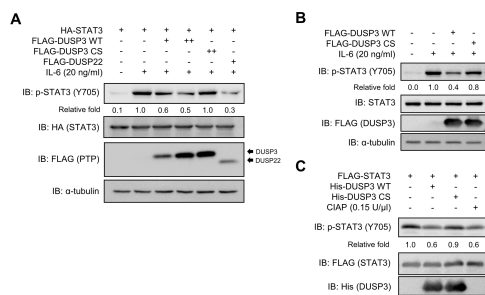 A
HA-STAT3 + + + + + +
FLAG-DUSP3 WT - - + ++ - -
FLAG-DUSP3 CS - - - - ++ -
FLAG-DUSP22 - - - - - +
IL-6 (20 ng/ml) - + + + + +
IB: p-STAT3 (Y705)
Relative fold 0.1 1.0 0.6 0.5 1.0 0.3
IB: HA (STAT3)
IB: FLAG (PTP)
DUSP3
DUSP22
IB: α-tubulin
B
FLAG-DUSP3 WT - - + -
FLAG-DUSP3 CS - - - +
IL-6 (20 ng/ml) - + + +
IB: p-STAT3 (Y705)
Relative fold 0.0 1.0 0.4 0.8
IB: STAT3
IB: FLAG (DUSP3)
IB: α-tubulin
C
FLAG-STAT3 + + + +
His-DUSP3 WT - + - -
His-DUSP3 CS - - + -
CIAP (0.15 U/μl) - - - +
IB: p-STAT3 (Y705)
Relative fold 1.0 0.6 0.9 0.6
IB: FLAG (STAT3)
IB: His (DUSP3)